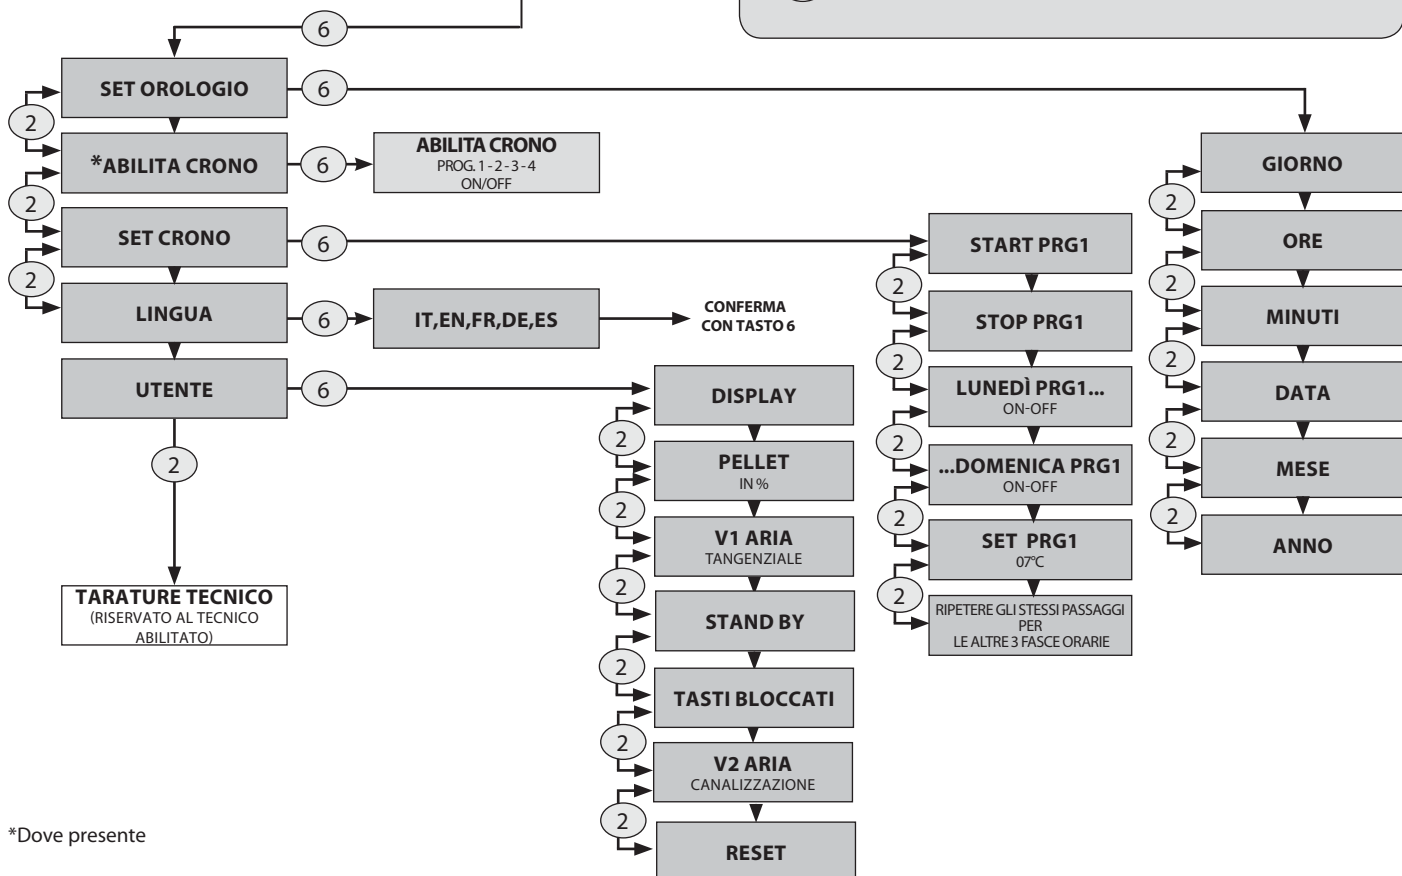 6
SET OROLOGIO
6
2
*ABILITA CRONO
6
ABILITA CRONO
PROG. 1 - 2 - 3 - 4
ON/OFF
2
SET CRONO
6
2
LINGUA
6
IT,EN,FR,DE,ES
CONFERMA
CON TASTO 6
UTENTE
6
2
TARATURE TECNICO
(RISERVATO AL TECNICO
ABILITATO)
DISPLAY
2
PELLET
IN %
2
V1 ARIA
TANGENZIALE
2
STAND BY
2
TASTI BLOCCATI
2
V2 ARIA
CANALIZZAZIONE
2
RESET
START PRG1
2
STOP PRG1
2
LUNEDÌ PRG1...
ON-OFF
2
...DOMENICA PRG1
ON-OFF
2
SET PRG1
07°C
2
RIPETERE GLI STESSI PASSAGGI
PER
LE ALTRE 3 FASCE ORARIE
GIORNO
2
ORE
2
MINUTI
2
DATA
2
MESE
2
ANNO
*Dove presente